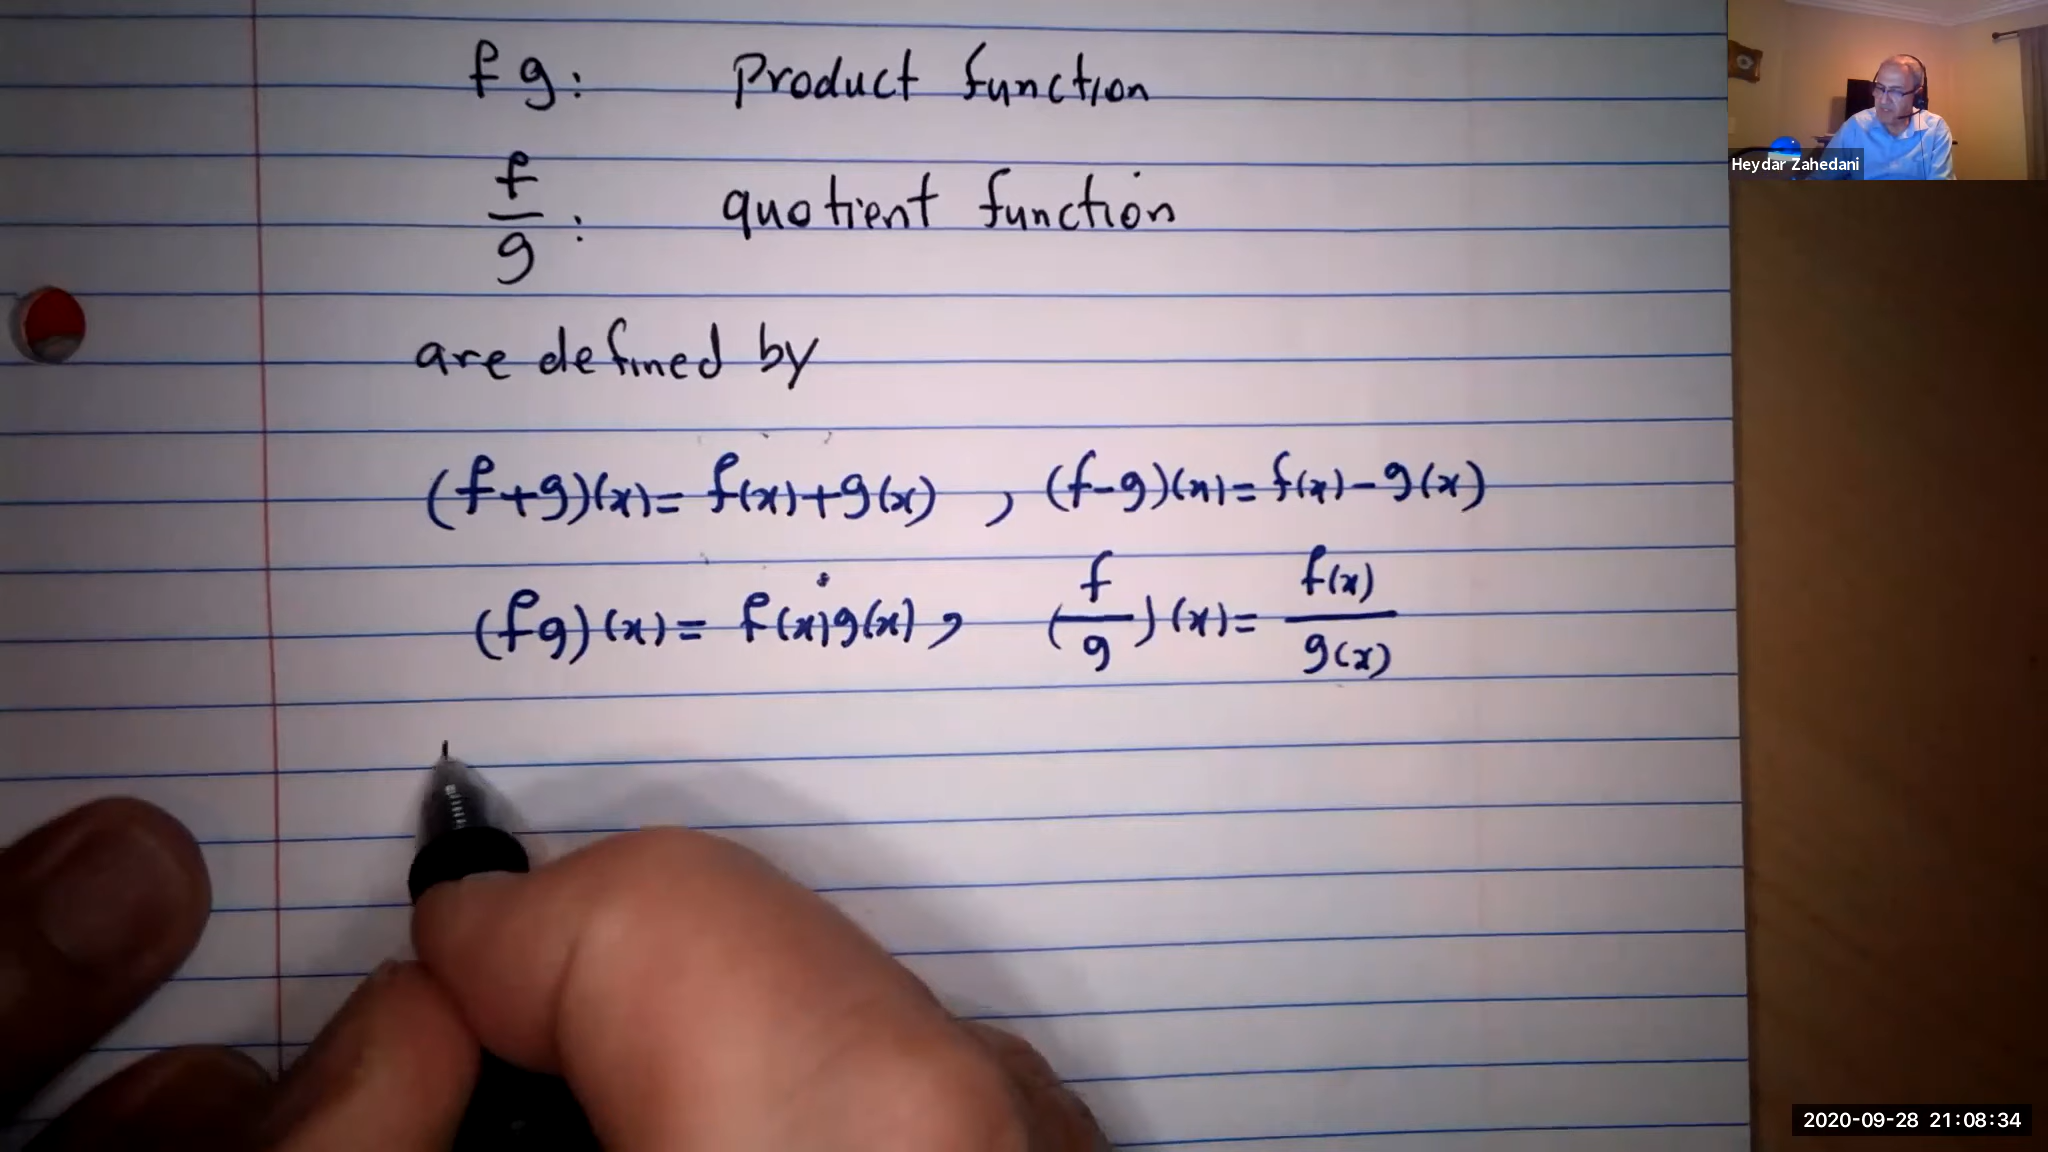 fg: Product function
f/g: quotient function
are defined by
(f+g)(x)= f(x)+g(x) , (f-g)(x)= f(x)-g(x)
(fg)(x)= f(x)g(x), (f/g)(x)= f(x)/g(x)
Heydar Zahedani
2020-09-28 21:08:34